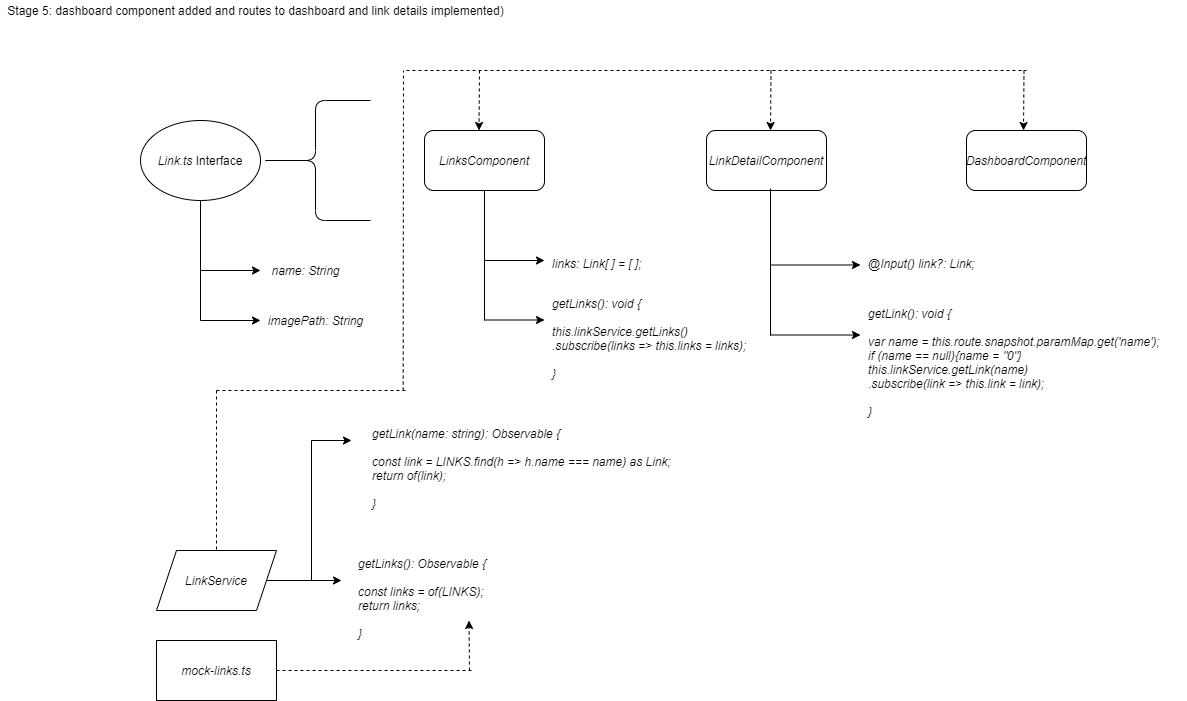 Stage 5: dashboard component added and routes to dashboard and link details implemented)
Link.ts Interface
LinksComponent
LinkDetailComponent
DashboardComponent
name: String
imagePath: String
links: Link[] = [];
getLinks(): void {
this.linkService.getLinks()
.subscribe(links => this.links = links);
}
@Input() link?: Link;
getLink(): void {
var name = this.route.snapshot.paramMap.get('name');
if (name == null){name = "0"}
this.linkService.getLink(name)
.subscribe(link => this.link = link);
}
getLink(name: string): Observable {
const link = LINKS.find(h => h.name === name) as Link;
return of(link);
}
LinkService
getLinks(): Observable {
const links = of(LINKS);
return links;
}
mock-links.ts